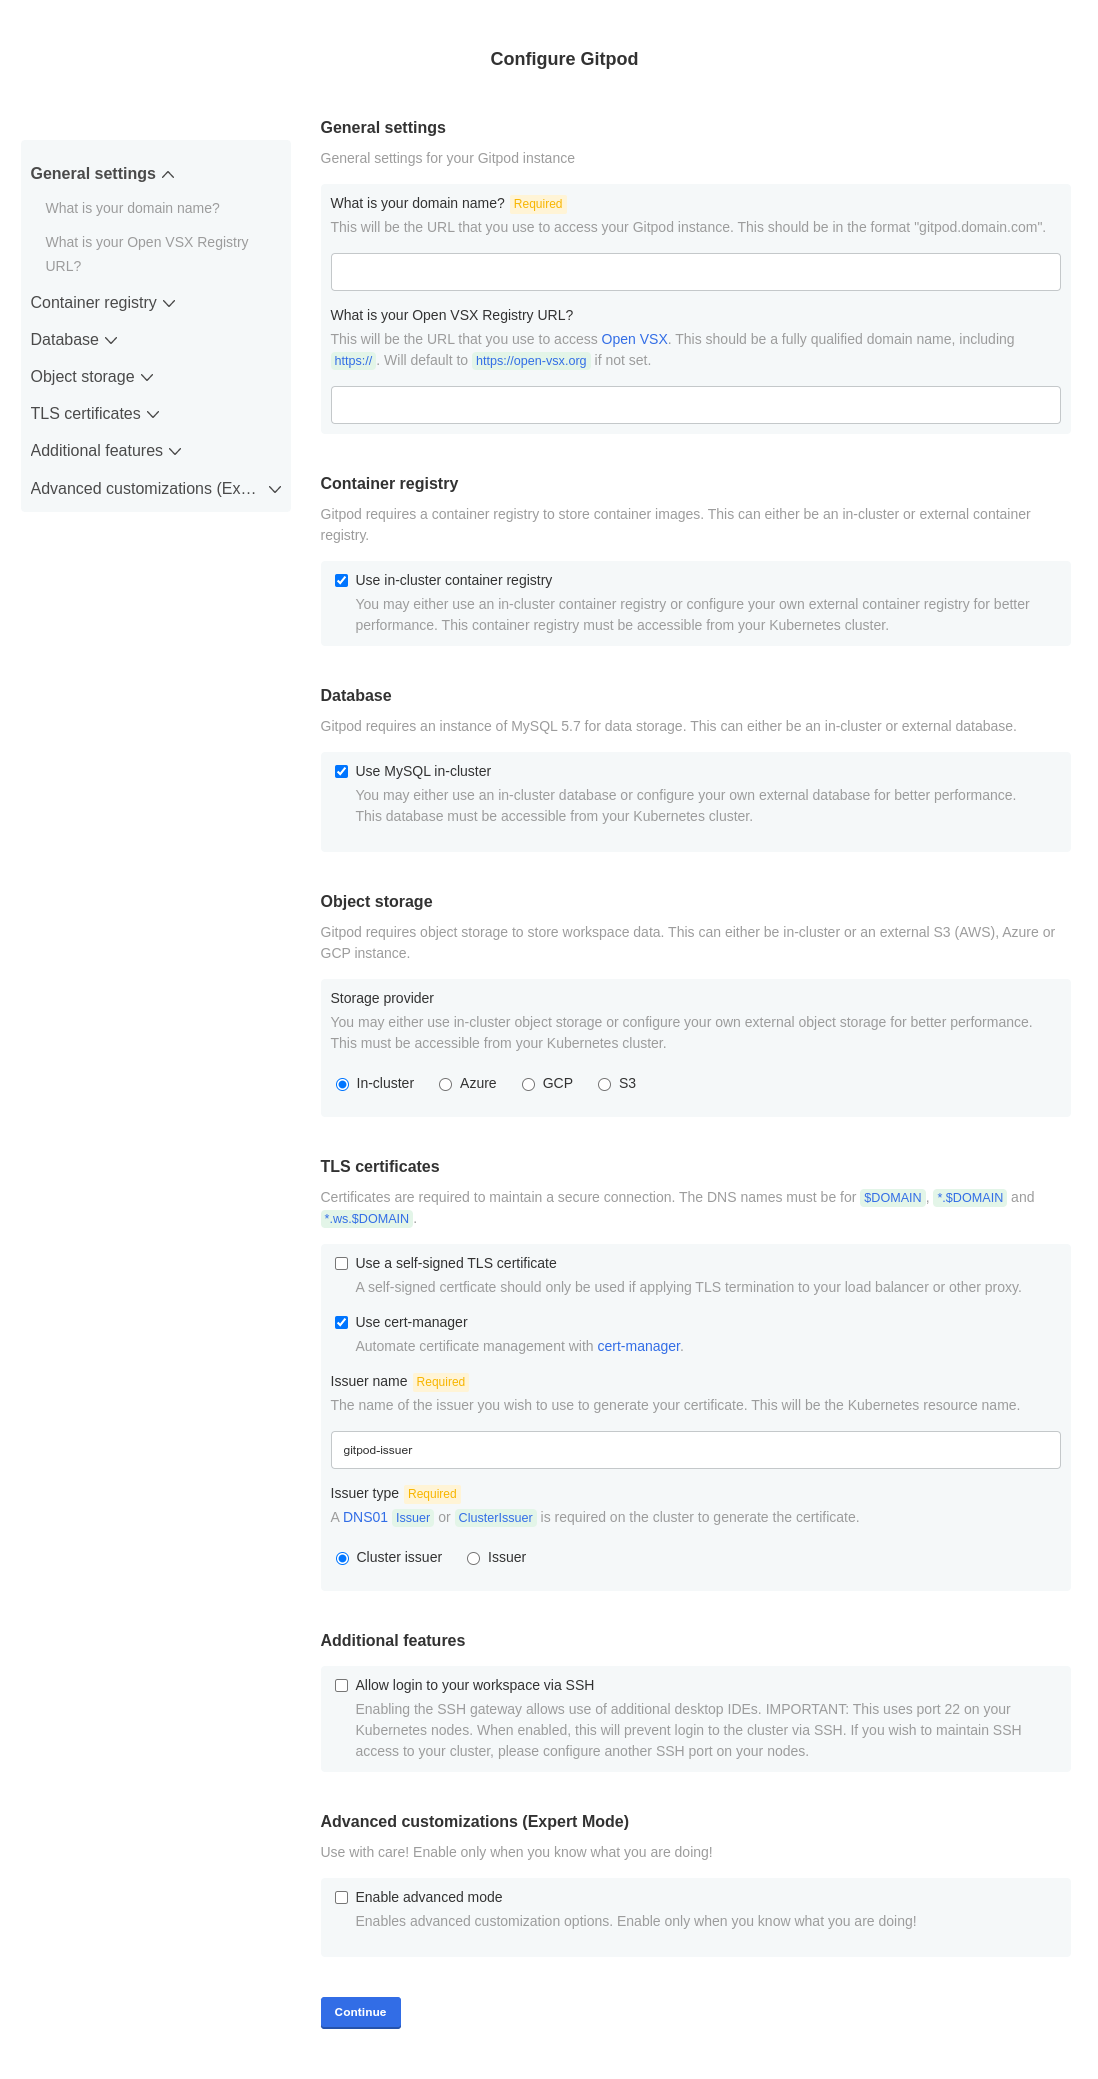 Configure Gitpod
General settings
What is your domain name?
What is your Open VSX Registry
URL?
Container registry
Database
Object storage
TLS certificates
Additional features
Advanced customizations (Ex…
General settings
General settings for your Gitpod instance
What is your domain name? Required
This will be the URL that you use to access your Gitpod instance. This should be in the format "gitpod.domain.com".
What is your Open VSX Registry URL?
This will be the URL that you use to access Open VSX. This should be a fully qualified domain name, including
https://. Will default to https://open-vsx.org if not set.
Container registry
Gitpod requires a container registry to store container images. This can either be an in-cluster or external container
registry.
Use in-cluster container registry
You may either use an in-cluster container registry or configure your own external container registry for better
performance. This container registry must be accessible from your Kubernetes cluster.
Database
Gitpod requires an instance of MySQL 5.7 for data storage. This can either be an in-cluster or external database.
Use MySQL in-cluster
You may either use an in-cluster database or configure your own external database for better performance.
This database must be accessible from your Kubernetes cluster.
Object storage
Gitpod requires object storage to store workspace data. This can either be in-cluster or an external S3 (AWS), Azure or
GCP instance.
Storage provider
You may either use in-cluster object storage or configure your own external object storage for better performance.
This must be accessible from your Kubernetes cluster.
In-cluster Azure GCP S3
TLS certificates
Certificates are required to maintain a secure connection. The DNS names must be for $DOMAIN, *.$DOMAIN and
*.ws.$DOMAIN.
Use a self-signed TLS certificate
A self-signed certficate should only be used if applying TLS termination to your load balancer or other proxy.
Use cert-manager
Automate certificate management with cert-manager.
Issuer name Required
The name of the issuer you wish to use to generate your certificate. This will be the Kubernetes resource name.
gitpod-issuer
Issuer type Required
A DNS01 Issuer or ClusterIssuer is required on the cluster to generate the certificate.
Cluster issuer Issuer
Additional features
Allow login to your workspace via SSH
Enabling the SSH gateway allows use of additional desktop IDEs. IMPORTANT: This uses port 22 on your
Kubernetes nodes. When enabled, this will prevent login to the cluster via SSH. If you wish to maintain SSH
access to your cluster, please configure another SSH port on your nodes.
Advanced customizations (Expert Mode)
Use with care! Enable only when you know what you are doing!
Enable advanced mode
Enables advanced customization options. Enable only when you know what you are doing!
Continue